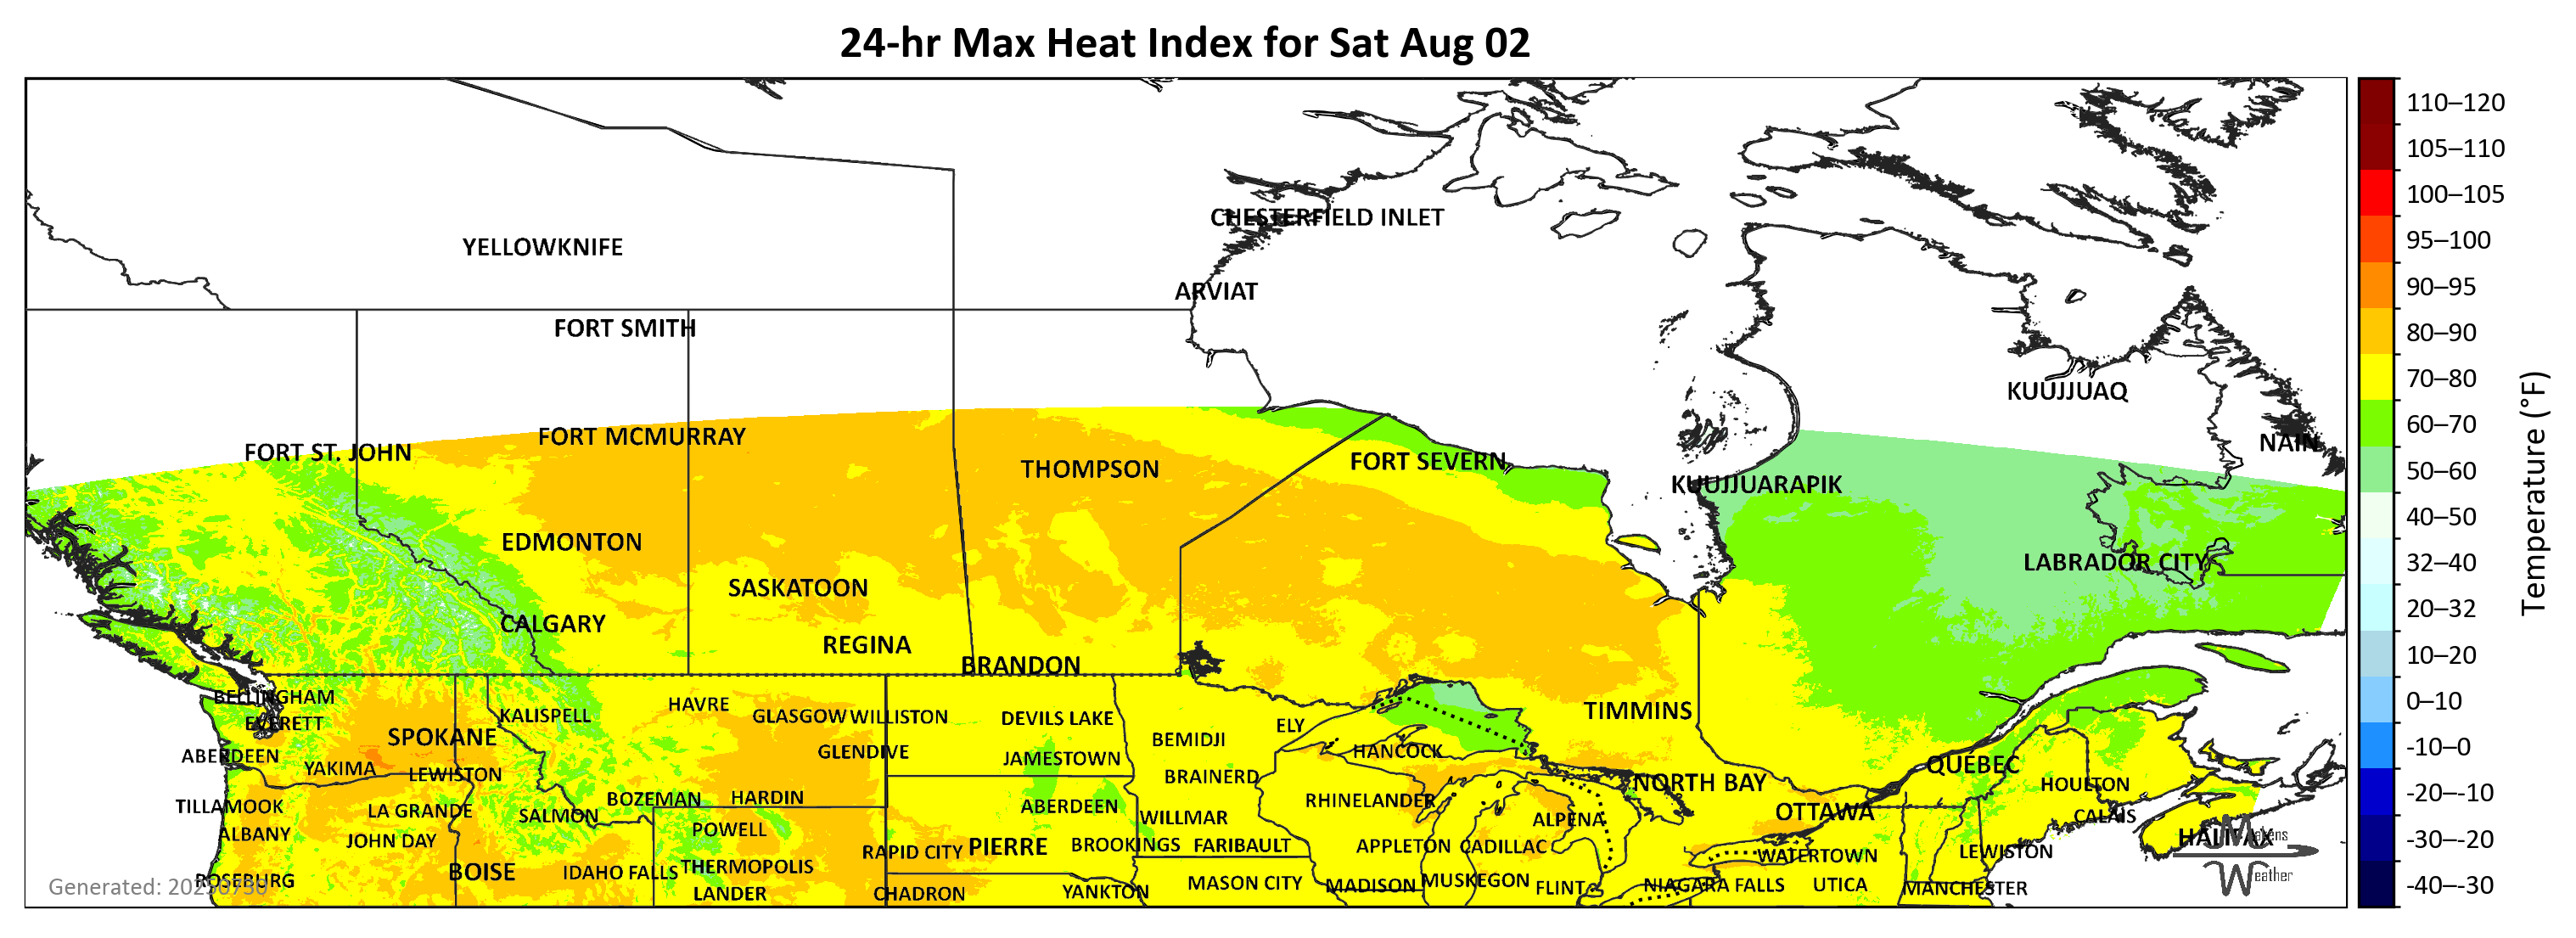 24-hr Max Heat Index for Sat Aug 02
CHESTERFIELD INLET
YELLOWKNIFE
ARVIAT
FORT SMITH
KUUJJUAQ
FORT MCMURRAY
NAIN
FORT ST. JOHN
THOMPSON
FORT SEVERN
KUUJJUARAPIK
EDMONTON
LABRADOR CITY
SASKATOON
CALGARY
REGINA
BRANDON
BELLINGHAM
HAVRE
TIMMINS
KALISPELL
GLASGOW
WILLISTON
DEVILS LAKE
EVERETT
ELY
SPOKANE
BEMIDJI
HANCOCK
GLENDIVE
ABERDEEN
JAMESTOWN
QUÉBEC
YAKIMA
LEWISTON
BRAINERD
NORTH BAY
HOULTON
BOZEMAN
HARDIN
RHINELANDER
TILLAMOOK
LA GRANDE
ABERDEEN
OTTAWA
SALMON
WILLMAR
CALAIS
ALPENA
ALBANY
POWELL
JOHN DAY
HALIFAX
BROOKINGS
FARIBAULT
APPLETON
CADILLAC
PIERRE
RAPID CITY
LEWISTON
WATERTOWN
THERMOPOLIS
IDAHO FALLS
BOISE
ROSEBURG
MUSKEGON
MASON CITY
MADISON
NIAGARA FALLS
UTICA
FLINT
MANCHESTER
LANDER
CHADRON
YANKTON
Generated: 20250730
Makens
Weather
110–120
105–110
100–105
95–100
90–95
80–90
70–80
60–70
50–60
40–50
32–40
20–32
10–20
0–10
-10–0
-20–-10
-30–-20
-40–-30
Temperature (°F)